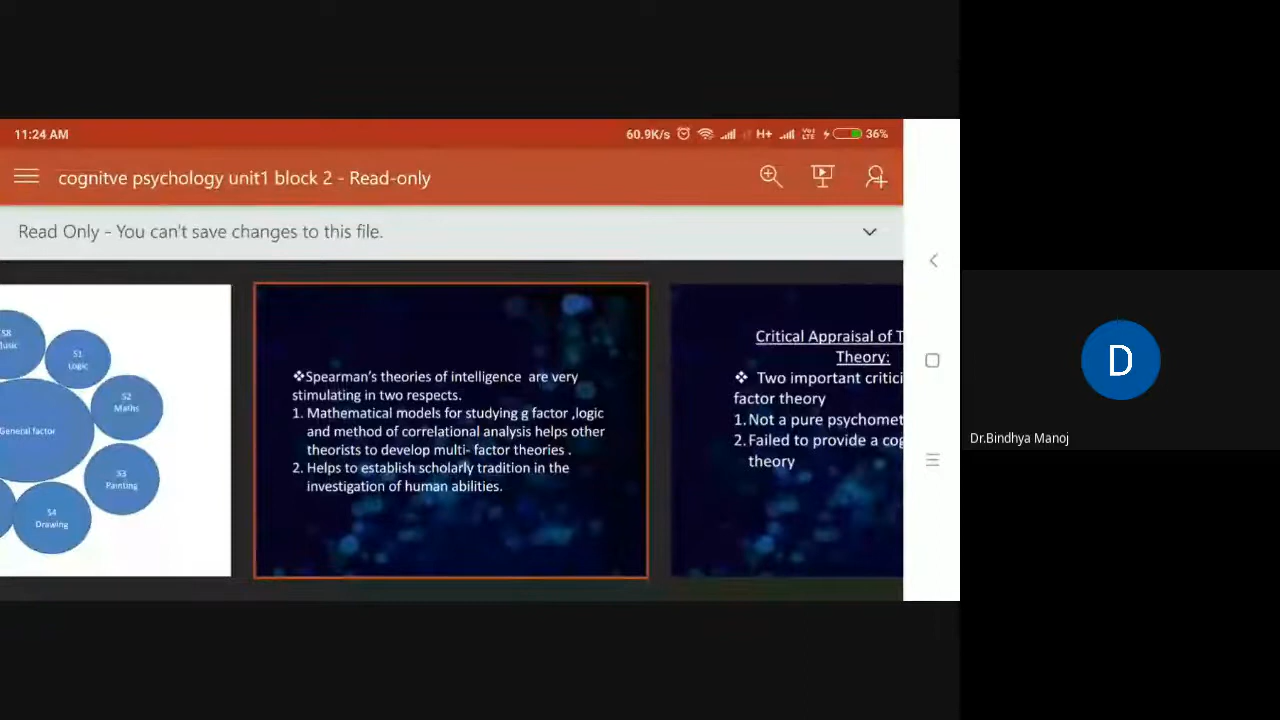 11:24 AM
60.9K/s
H+
VoLTE
36%
cognitve psychology unit1 block 2 - Read-only
Read Only - You can't save changes to this file.
S8
S1
Logic
S2
Maths
General factor
S3
Painting
S4
Drawing
❖Spearman's theories of intelligence are very
stimulating in two respects.
1. Mathematical models for studying g factor ,logic
and method of correlational analysis helps other
theorists to develop multi- factor theories .
2. Helps to establish scholarly tradition in the
investigation of human abilities.
Critical Appraisal of T
Theory:
❖ Two important critici
factor theory
1. Not a pure psychomet
2. Failed to provide a cog
theory
D
Dr.Bindhya Manoj